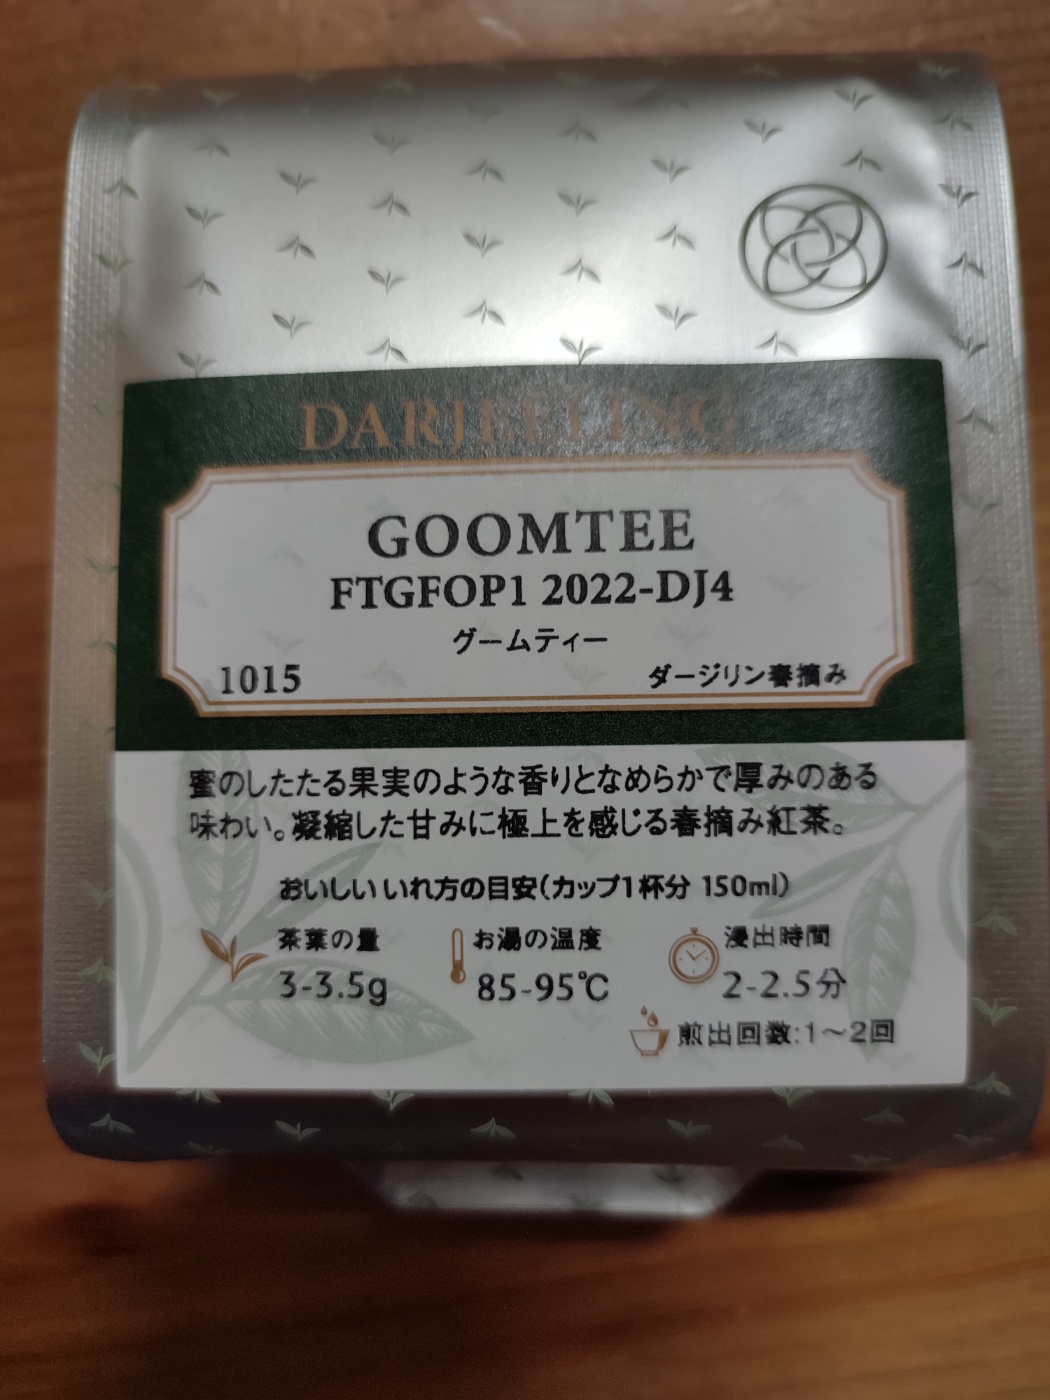 DARJEELING
GOOMTEE
FTGFOP1 2022-DJ4
グームティー
1015 ダージリン春摘み
蜜のしたたる果実のような香りとなめらかで厚みのある
味わい。凝縮した甘みに極上を感じる春摘み紅茶。
おいしいいれ方の目安(カップ1杯分 150ml)
茶葉の量 お湯の温度 浸出時間
3-3.5g 85-95℃ 2-2.5分
煎出回数:1～2回